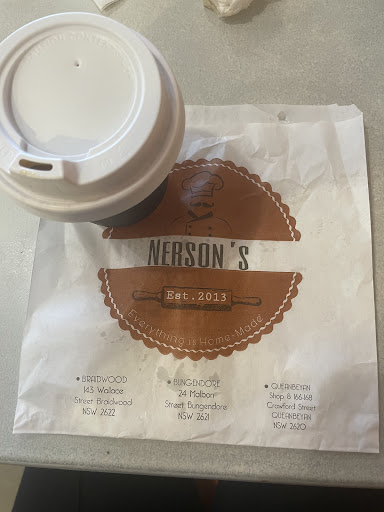 NERSON'S
Est.2013
Everything is Home-Made
BRAIDWOOD
143 Wallace
Street Braidwood
NSW 2622
BUNGENDORE
24 Molbon
Street Bungendore
NSW 2621
QUEANBEYAN
Shop 8 166-168
Crawford Street
QUEANBEYAN
NSW 2620